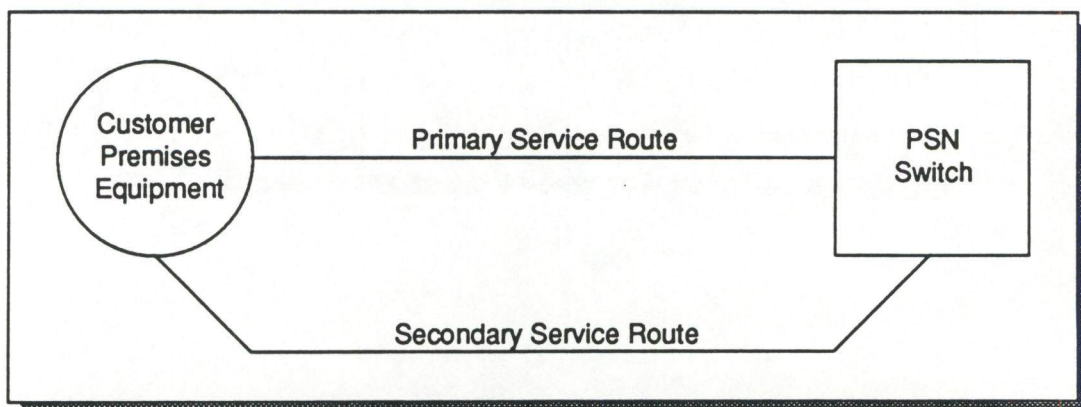 Customer
Premises
Equipment
Primary Service Route
PSN
Switch
Secondary Service Route